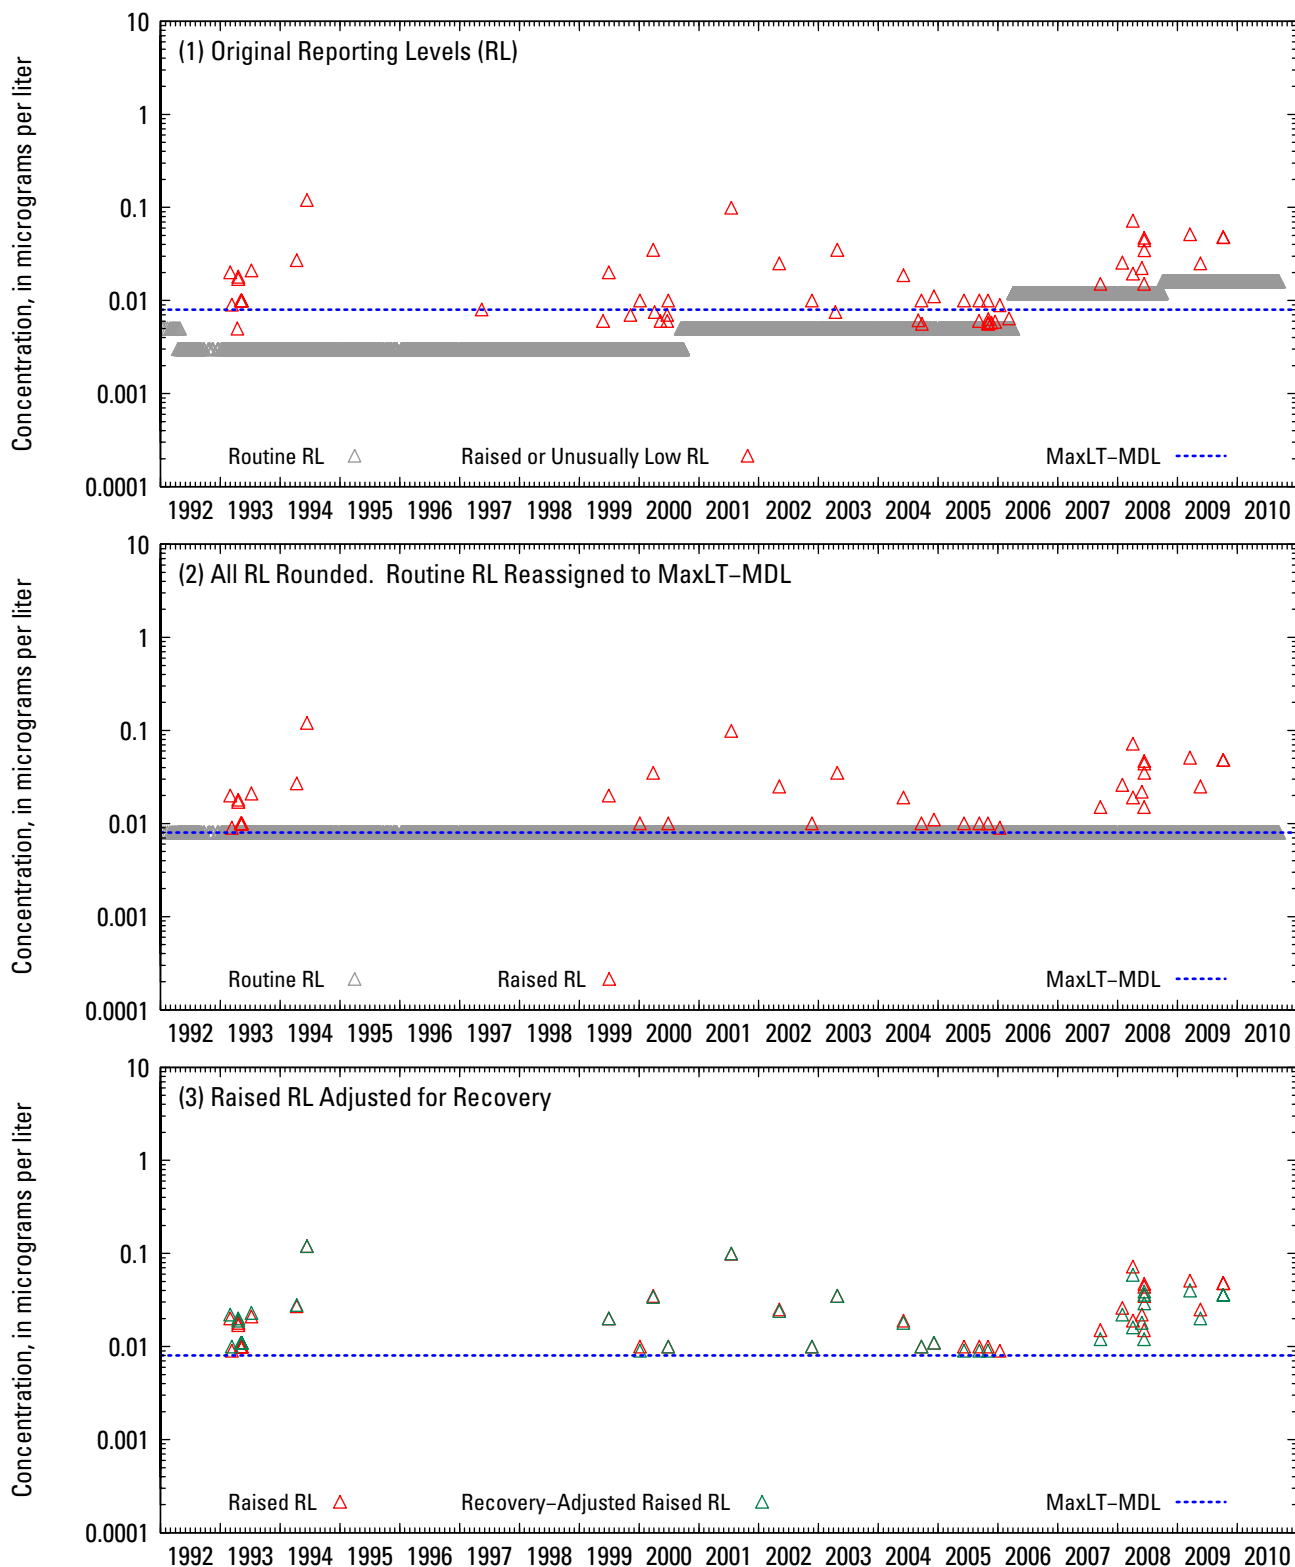 (1) Original Reporting Levels (RL)
Concentration, in micrograms per liter
10
1
0.1
0.01
0.001
0.0001
Routine RL
Raised or Unusually Low RL
MaxLT–MDL
1992 1993 1994 1995 1996 1997 1998 1999 2000 2001 2002 2003 2004 2005 2006 2007 2008 2009 2010
(2) All RL Rounded. Routine RL Reassigned to MaxLT–MDL
Concentration, in micrograms per liter
10
1
0.1
0.01
0.001
0.0001
Routine RL
Raised RL
MaxLT–MDL
1992 1993 1994 1995 1996 1997 1998 1999 2000 2001 2002 2003 2004 2005 2006 2007 2008 2009 2010
(3) Raised RL Adjusted for Recovery
Concentration, in micrograms per liter
10
1
0.1
0.01
0.001
0.0001
Raised RL
Recovery–Adjusted Raised RL
MaxLT–MDL
1992 1993 1994 1995 1996 1997 1998 1999 2000 2001 2002 2003 2004 2005 2006 2007 2008 2009 2010